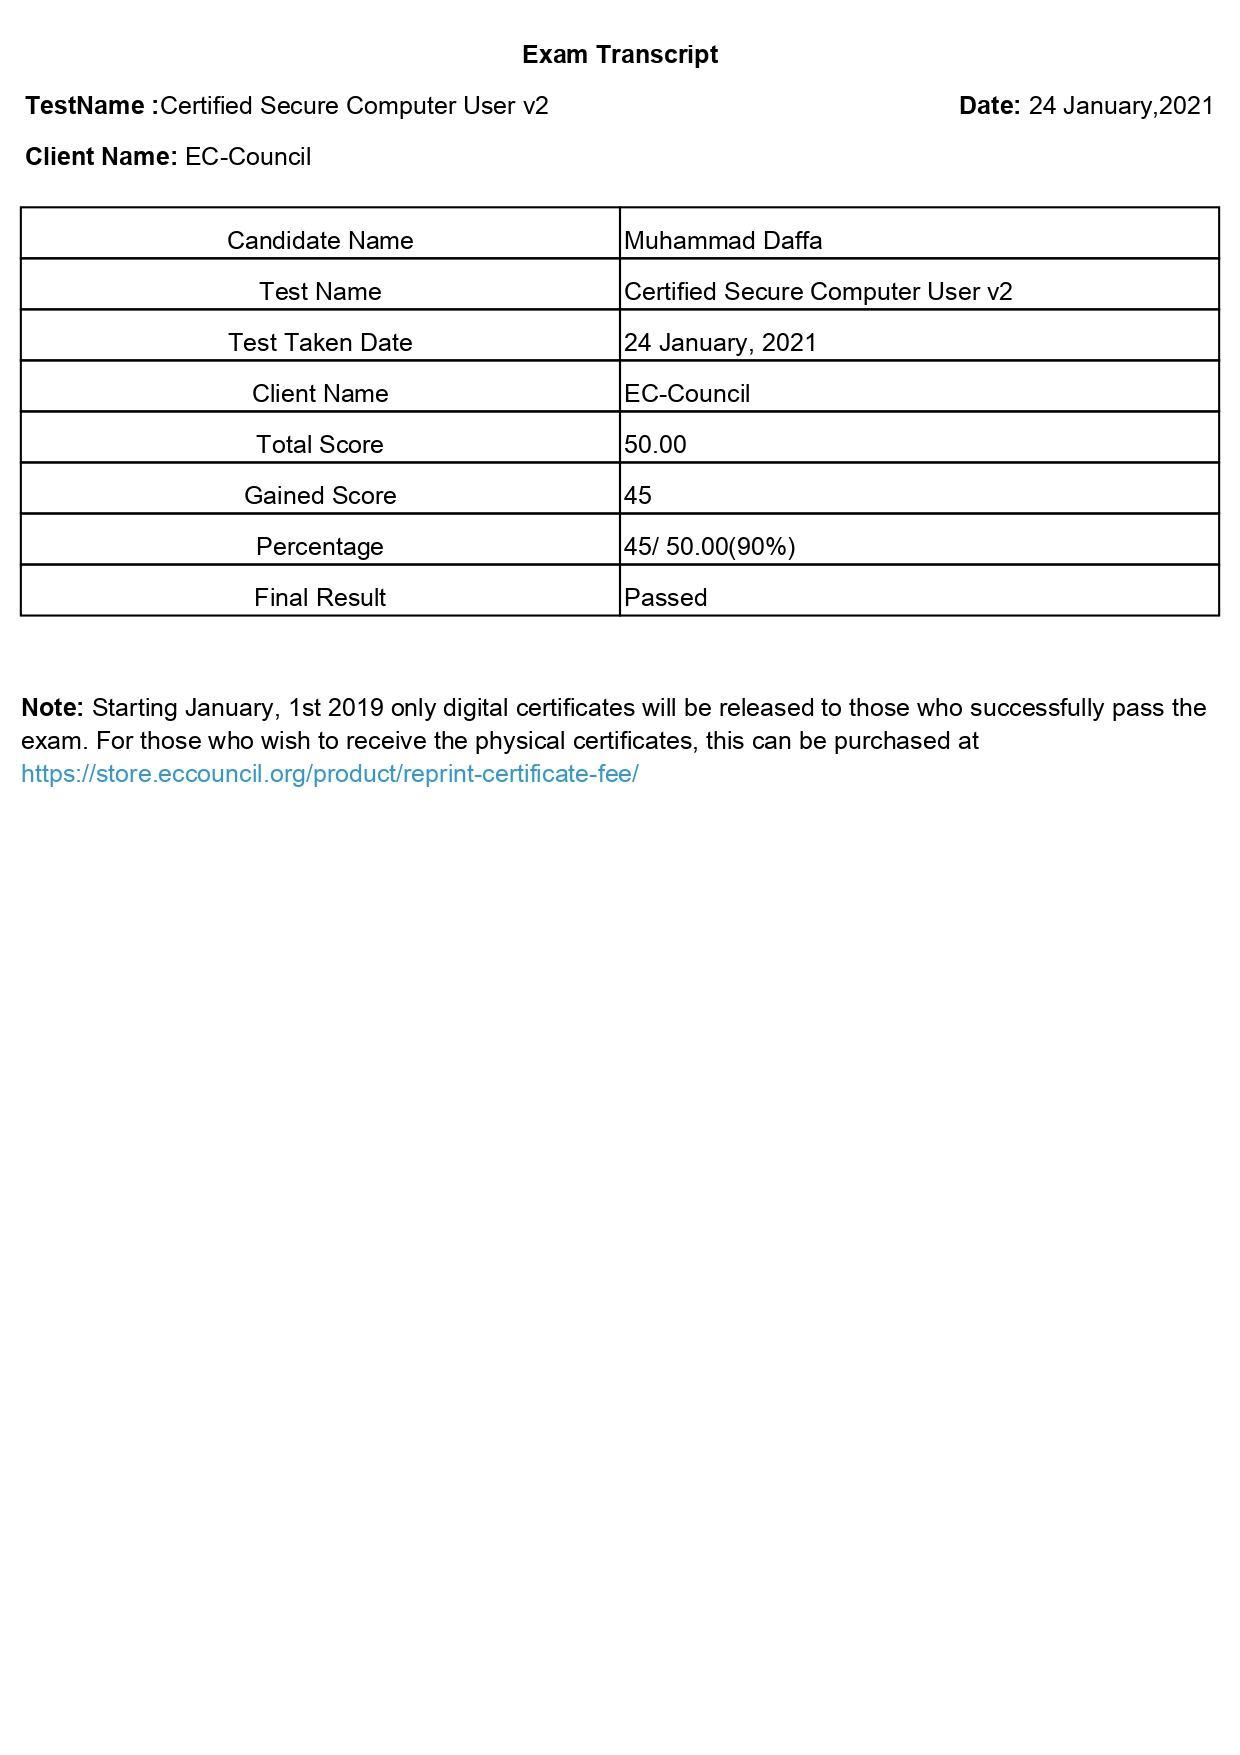 Exam Transcript
TestName :Certified Secure Computer User v2 Date: 24 January,2021
Client Name: EC-Council
Candidate Name Muhammad Daffa
Test Name Certified Secure Computer User v2
Test Taken Date 24 January, 2021
Client Name EC-Council
Total Score 50.00
Gained Score 45
Percentage 45/ 50.00(90%)
Final Result Passed
Note: Starting January, 1st 2019 only digital certificates will be released to those who successfully pass the
exam. For those who wish to receive the physical certificates, this can be purchased at
https://store.eccouncil.org/product/reprint-certificate-fee/